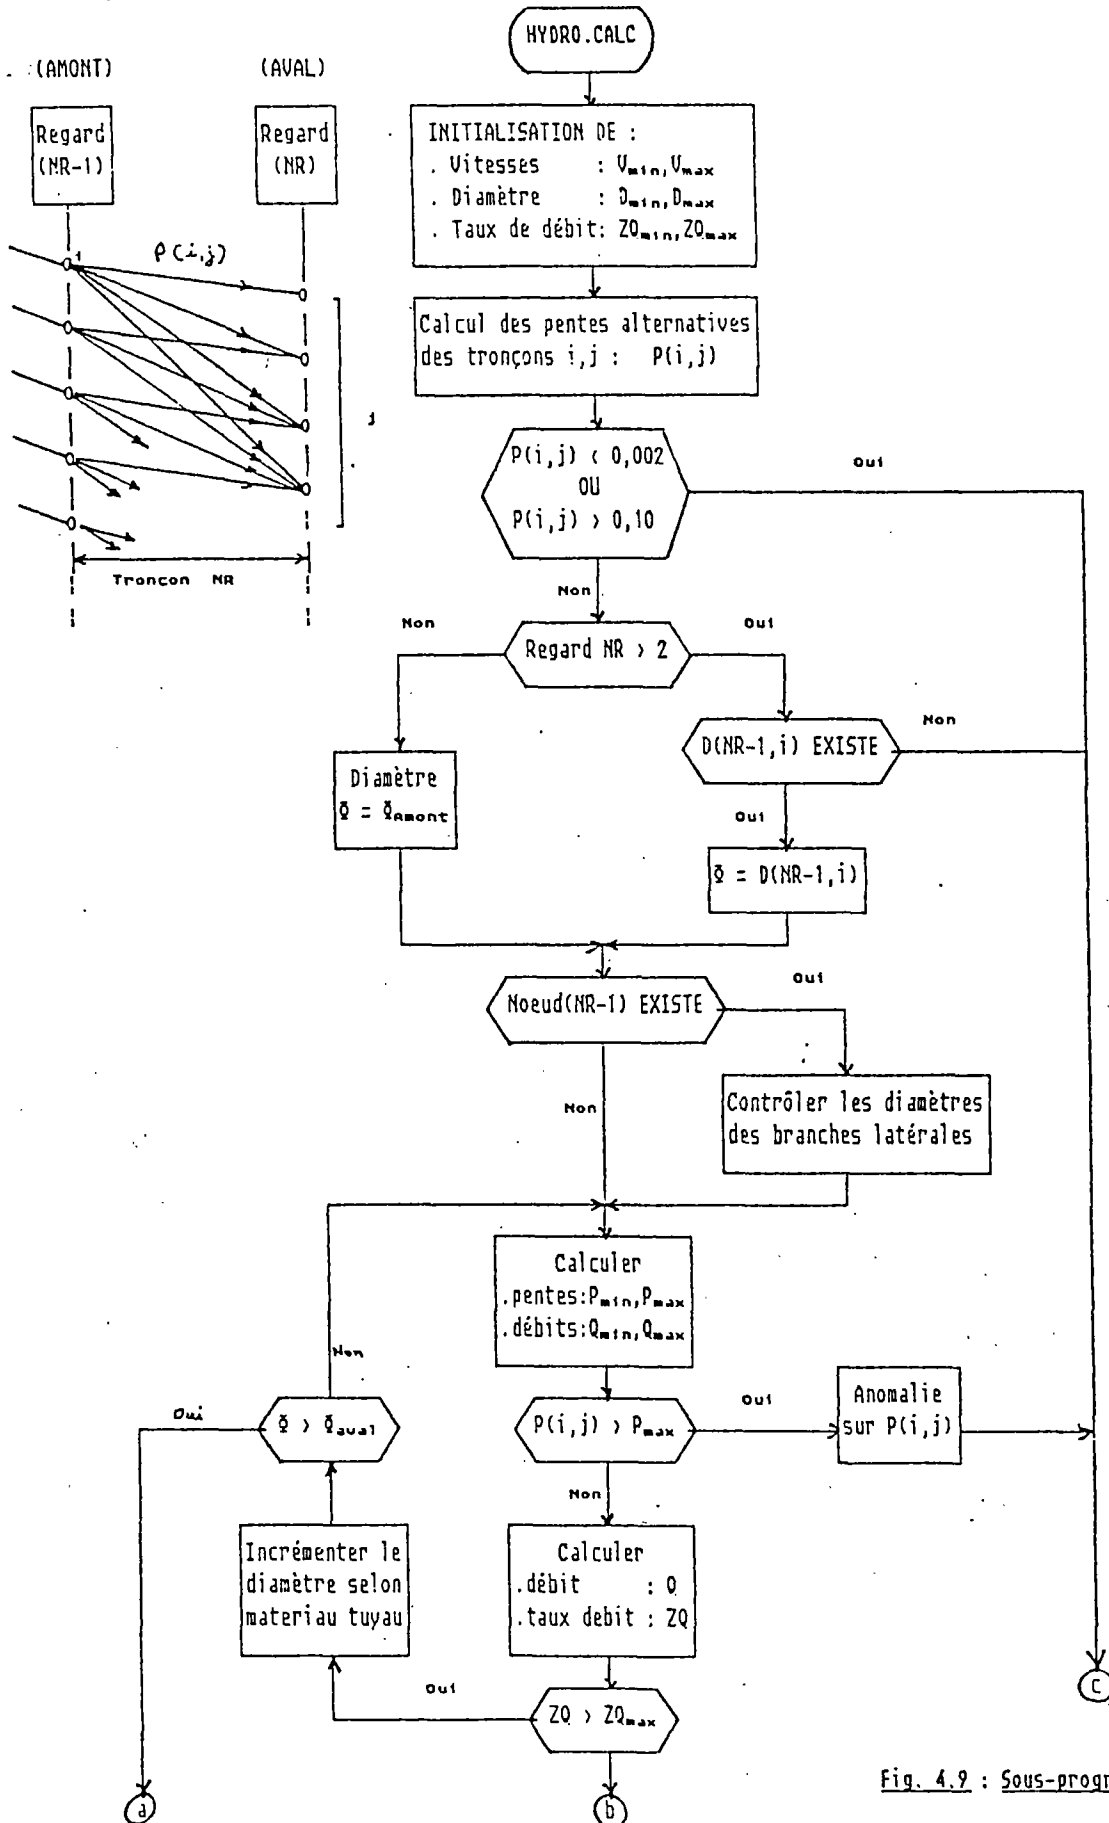 HYDRO.CALC
(AMONT)
(AVAL)
Regard
(NR-1)
Regard
(NR)
i
P(i,j)
j
Tronçon NR
INITIALISATION DE :
. Vitesses : Vmin,Vmax
. Diamètre : Dmin,Dmax
. Taux de débit: ZQmin,ZQmax
Calcul des pentes alternatives
des tronçons i,j : P(i,j)
P(i,j) < 0,002
OU
P(i,j) > 0,10
Oui
Non
Regard NR > 2
Non
Oui
D(NR-1,i) EXISTE
Non
Diamètre
Φ = ΦAmont
Oui
Φ = D(NR-1,i)
Noeud(NR-1) EXISTE
Oui
Non
Contrôler les diamètres
des branches latérales
Calculer
.pentes:Pmin,Pmax
.débits:Qmin,Qmax
Non
Oui
Φ > Φaval
P(i,j) > Pmax
Oui
Anomalie
sur P(i,j)
Non
Incrémenter le
diamètre selon
materiau tuyau
Calculer
.débit : Q
.taux debit : ZQ
Oui
ZQ > ZQmax
a
b
c
Fig. 4.9 : Sous-progr